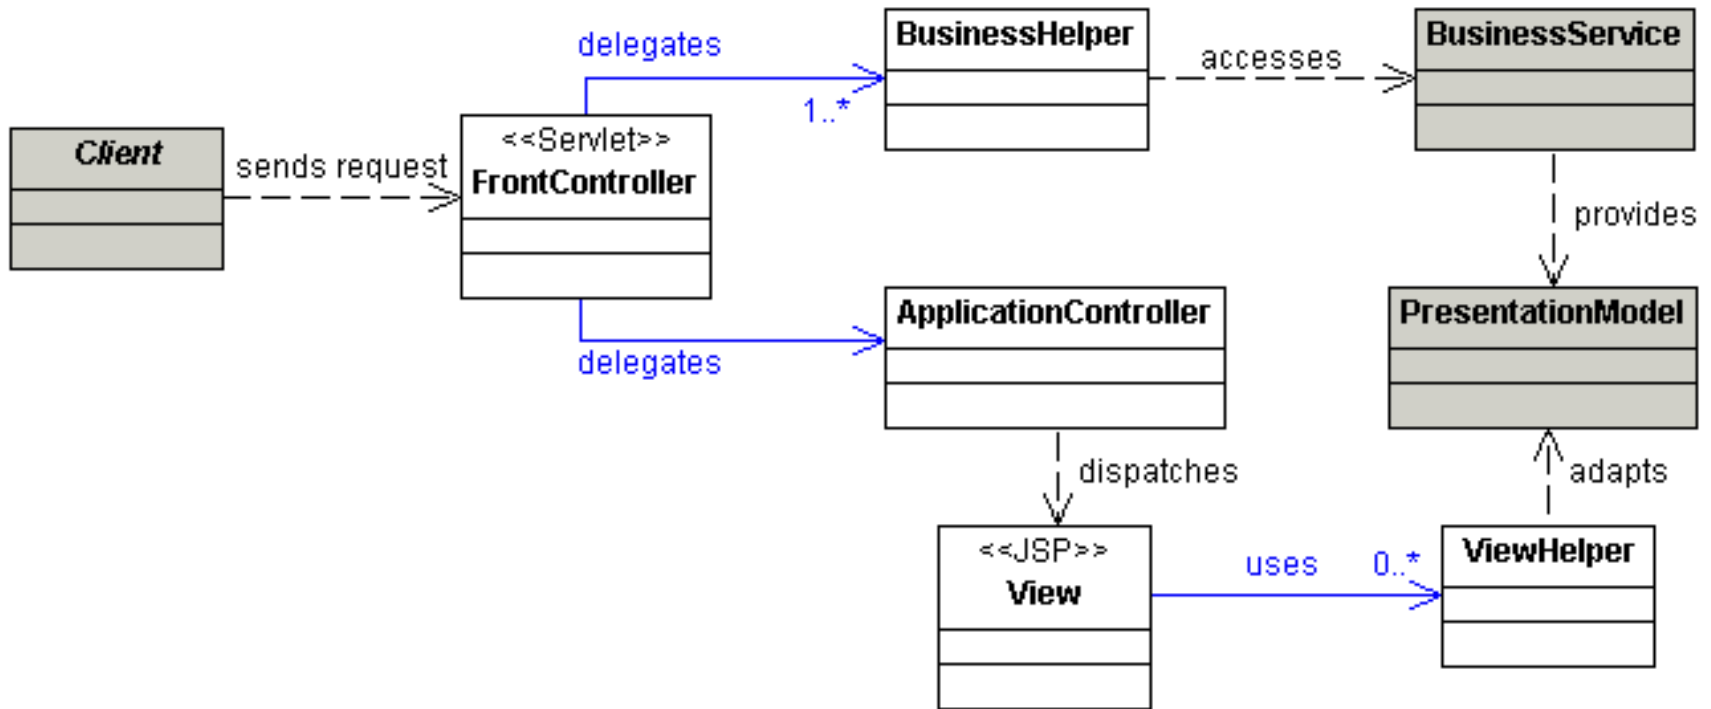 delegates
BusinessHelper
accesses
BusinessService
1..*
Client
sends request
<<Servlet>>
FrontController
provides
delegates
ApplicationController
PresentationModel
dispatches
adapts
<<JSP>>
View
uses
0..*
ViewHelper